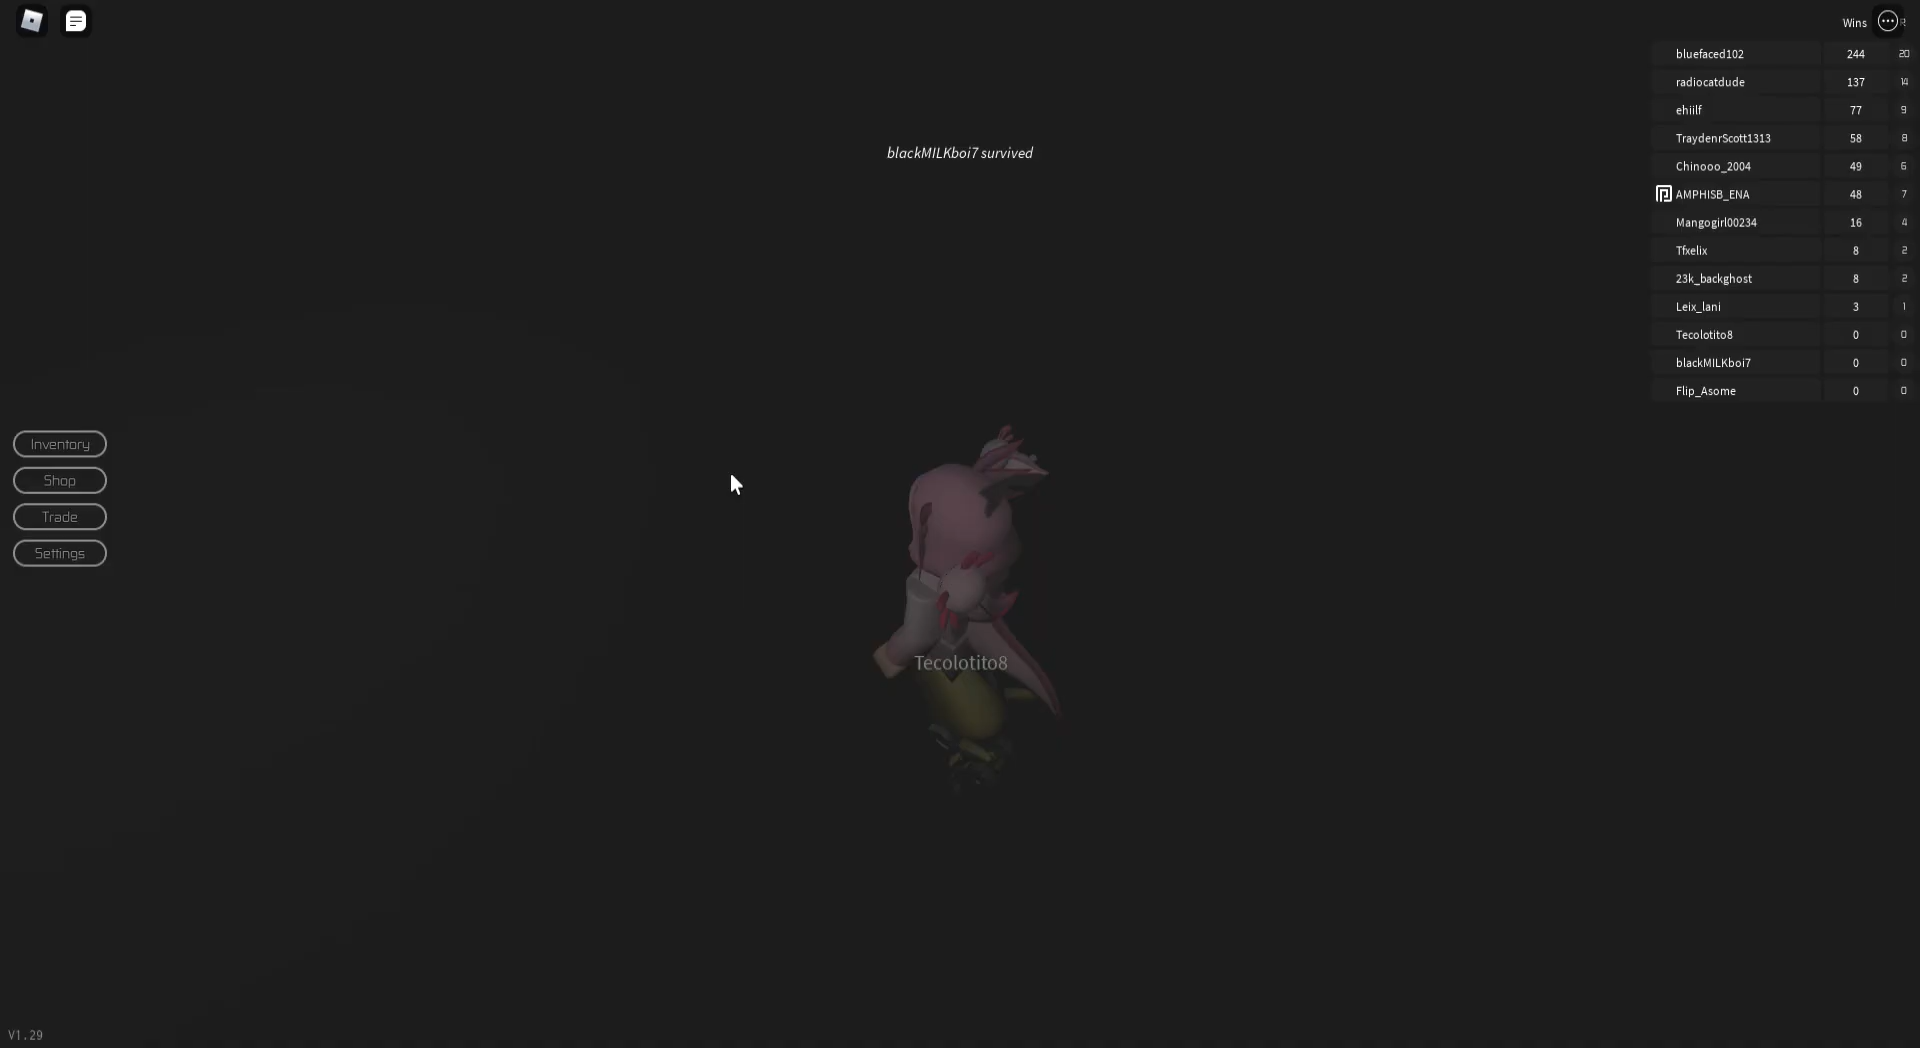 Wins
bluefaced102 244 20
radiocatdude 137 14
ehiilf 77 9
TraydenrScott1313 58 8
Chinooo_2004 49 6
AMPHISB_ENA 48 7
Mangogirl00234 16 4
Tfxelix 8 2
23k_backghost 8 2
Leix_lani 3 1
Tecolotito8 0 0
blackMILKboi7 0 0
Flip_Asome 0 0
blackMILKboi7 survived
Inventory
Shop
Trade
Settings
Tecolotito8
V1.29